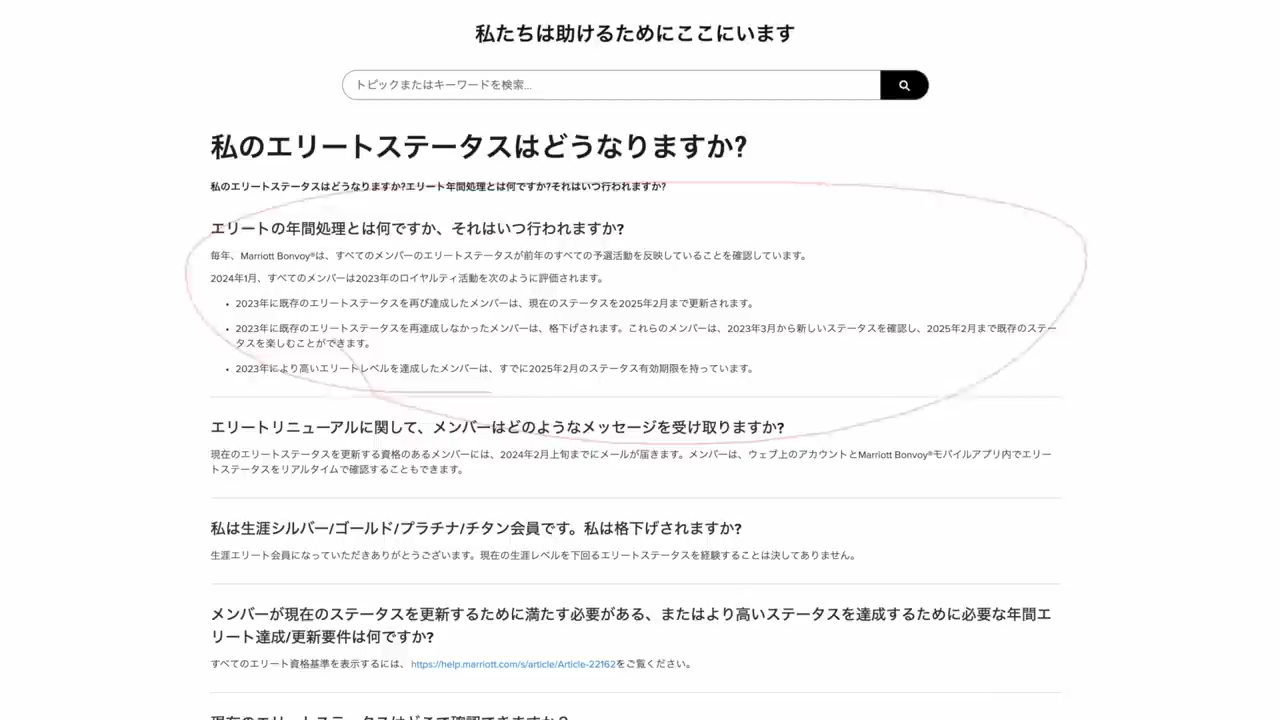 私たちは助けるためにここにいます
トピックまたはキーワードを検索...
私のエリートステータスはどうなりますか?
私のエリートステータスはどうなりますか?エリート年間処理とは何ですか?それはいつ行われますか?
エリートの年間処理とは何ですか、それはいつ行われますか?
毎年、Marriott Bonvoy®は、すべてのメンバーのエリートステータスが前年のすべての予選活動を反映していることを確認しています。
2024年1月、すべてのメンバーは2023年のロイヤルティ活動を次のように評価されます。
• 2023年に既存のエリートステータスを再び達成したメンバーは、現在のステータスを2025年2月まで更新されます。
• 2023年に既存のエリートステータスを再達成しなかったメンバーは、格下げされます。これらのメンバーは、2023年3月から新しいステータスを確認し、2025年2月まで既存のステー
タスを楽しむことができます。
• 2023年により高いエリートレベルを達成したメンバーは、すでに2025年2月のステータス有効期限を持っています。
エリートリニューアルに関して、メンバーはどのようなメッセージを受け取りますか?
現在のエリートステータスを更新する資格のあるメンバーには、2024年2月上旬までにメールが届きます。メンバーは、ウェブ上のアカウントとMarriott Bonvoy®モバイルアプリ内でエリー
トステータスをリアルタイムで確認することもできます。
私は生涯シルバー/ゴールド/プラチナ/チタン会員です。私は格下げされますか?
生涯エリート会員になっていただきありがとうございます。現在の生涯レベルを下回るエリートステータスを経験することは決してありません。
メンバーが現在のステータスを更新するために満たす必要がある、またはより高いステータスを達成するために必要な年間エ
リート達成/更新要件は何ですか?
すべてのエリート資格基準を表示するには、 https://help.marriott.com/s/article/Article-22162をご覧ください。
現在のエリートステータスはどこで確認できますか?